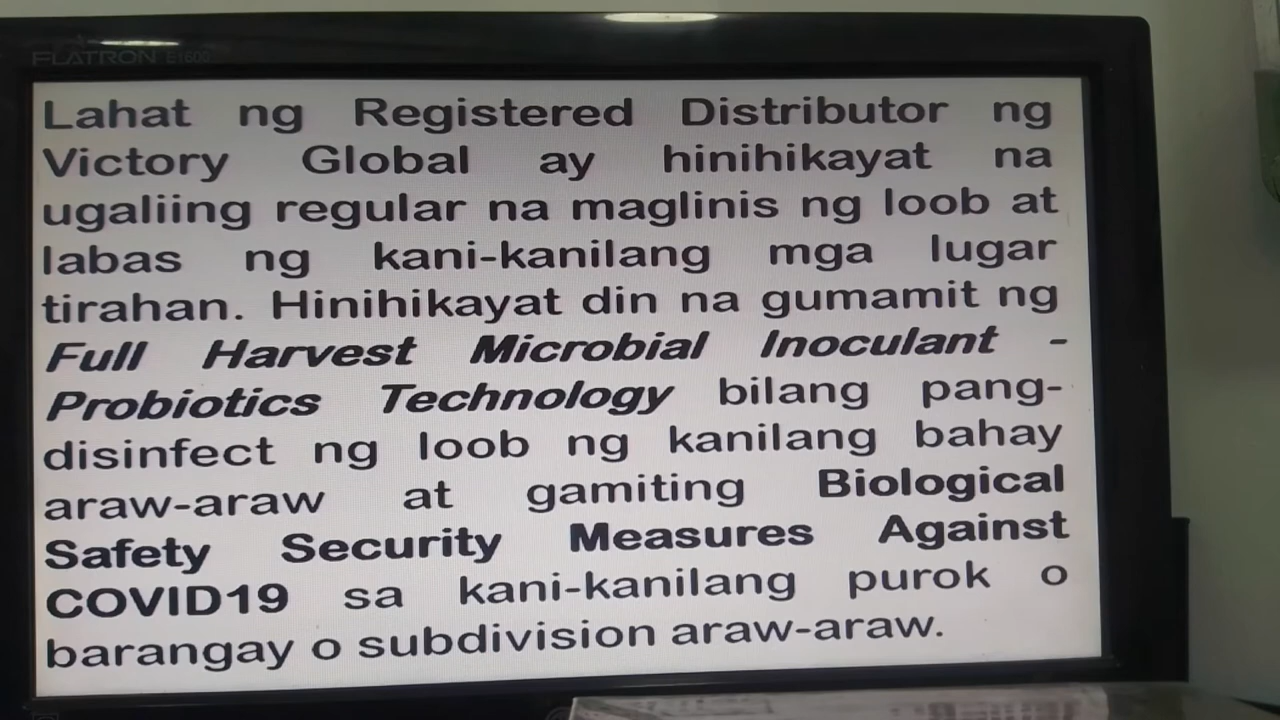 FLATRON E1600
Lahat ng Registered Distributor ng
Victory Global ay hinihikayat na
ugaliing regular na maglinis ng loob at
labas ng kani-kanilang mga lugar
tirahan. Hinihikayat din na gumamit ng
Full Harvest Microbial Inoculant -
Probiotics Technology bilang pang-
disinfect ng loob ng kanilang bahay
araw-araw at gamiting Biological
Safety Security Measures Against
COVID19 sa kani-kanilang purok o
barangay o subdivision araw-araw.